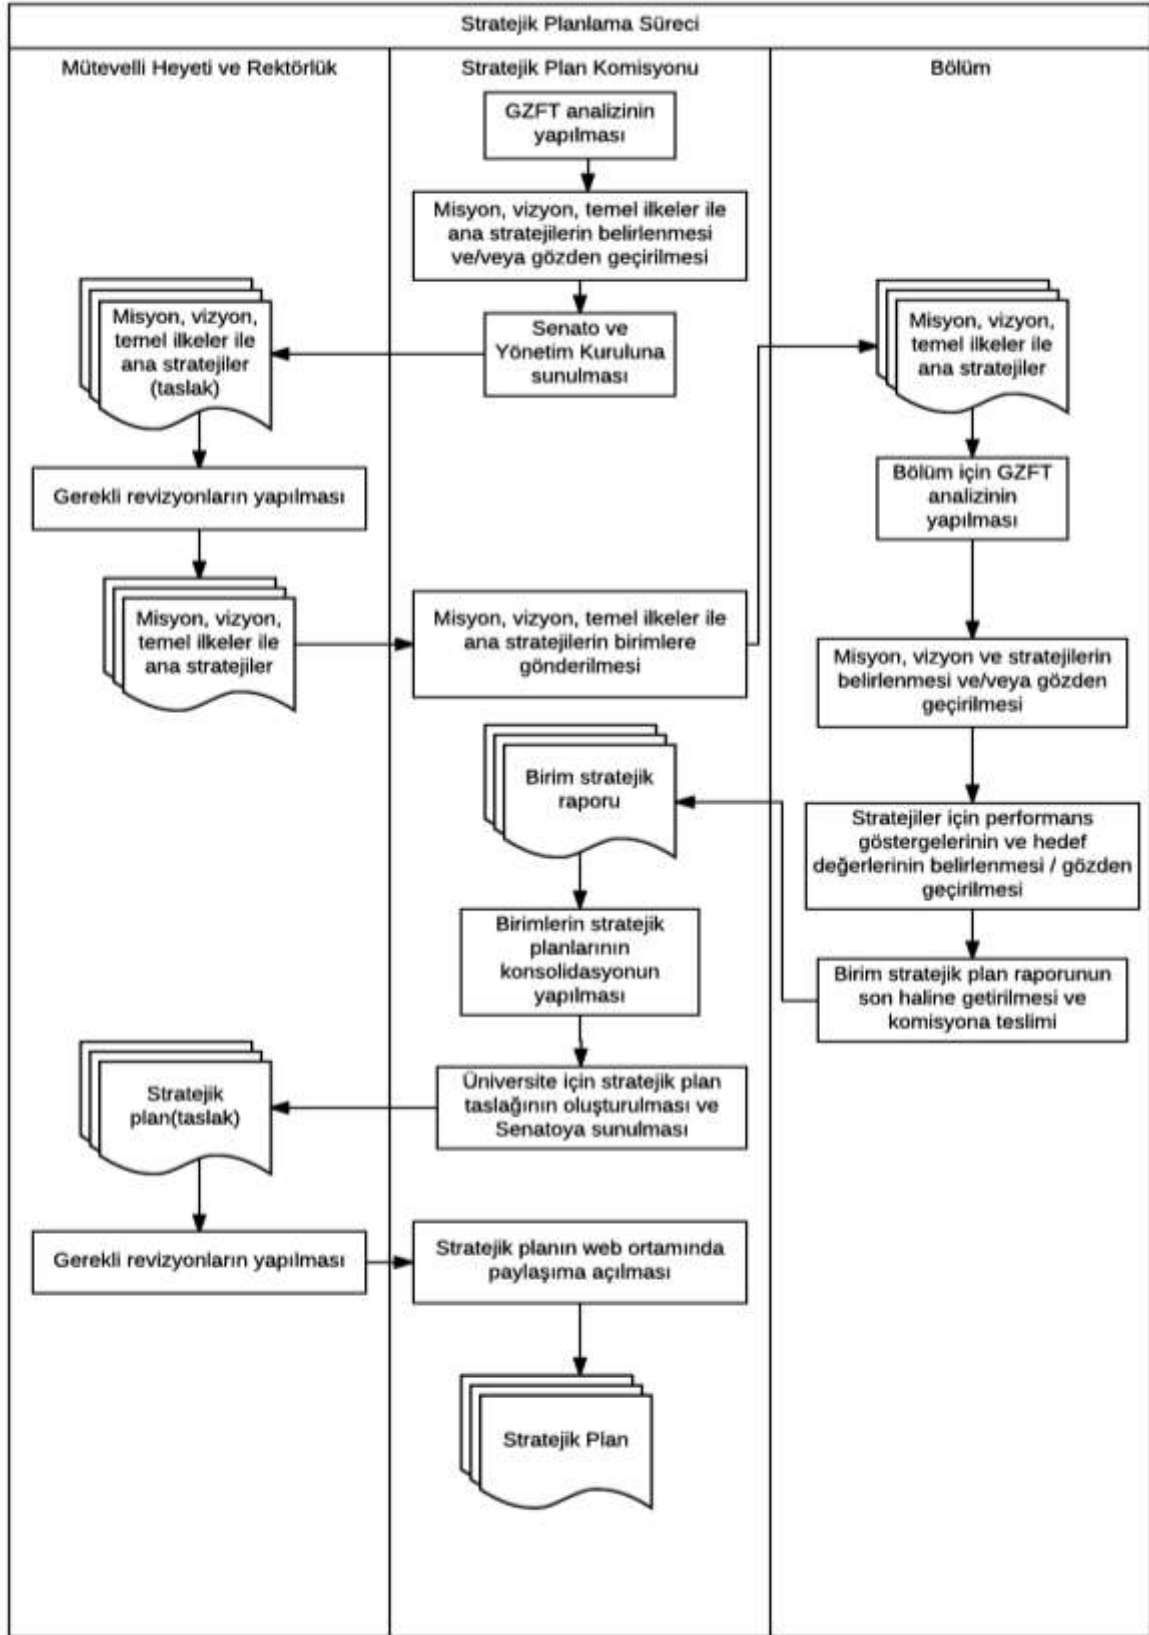 Stratejik Planlama Süreci
Mütevelli Heyeti ve Rektörlük
Stratejik Plan Komisyonu
Bölüm
GZFT analizinin
yapılması
Misyon, vizyon, temel ilkeler ile
ana stratejilerin belirlenmesi
ve/veya gözden geçirilmesi
Senato ve
Yönetim Kuruluna
sunulması
Misyon, vizyon,
temel ilkeler ile
ana stratejiler
(taslak)
Gerekli revizyonların yapılması
Misyon, vizyon,
temel ilkeler ile
ana stratejiler
Misyon, vizyon, temel ilkeler ile
ana stratejilerin birimlere
gönderilmesi
Misyon, vizyon,
temel ilkeler ile
ana stratejiler
Bölüm için GZFT
analizinin
yapılması
Misyon, vizyon ve stratejilerin
belirlenmesi ve/veya gözden
geçirilmesi
Stratejiler için performans
göstergelerinin ve hedef
değerlerinin belirlenmesi / gözden
geçirilmesi
Birim stratejik plan raporunun
son haline getirilmesi ve
komisyona teslimi
Birim stratejik
raporu
Birimlerin stratejik
planlarının
konsolidasyonun
yapılması
Üniversite için stratejik plan
taslağının oluşturulması ve
Senatoya sunulması
Stratejik
plan(taslak)
Gerekli revizyonların yapılması
Stratejik planın web ortamında
paylaşıma açılması
Stratejik Plan